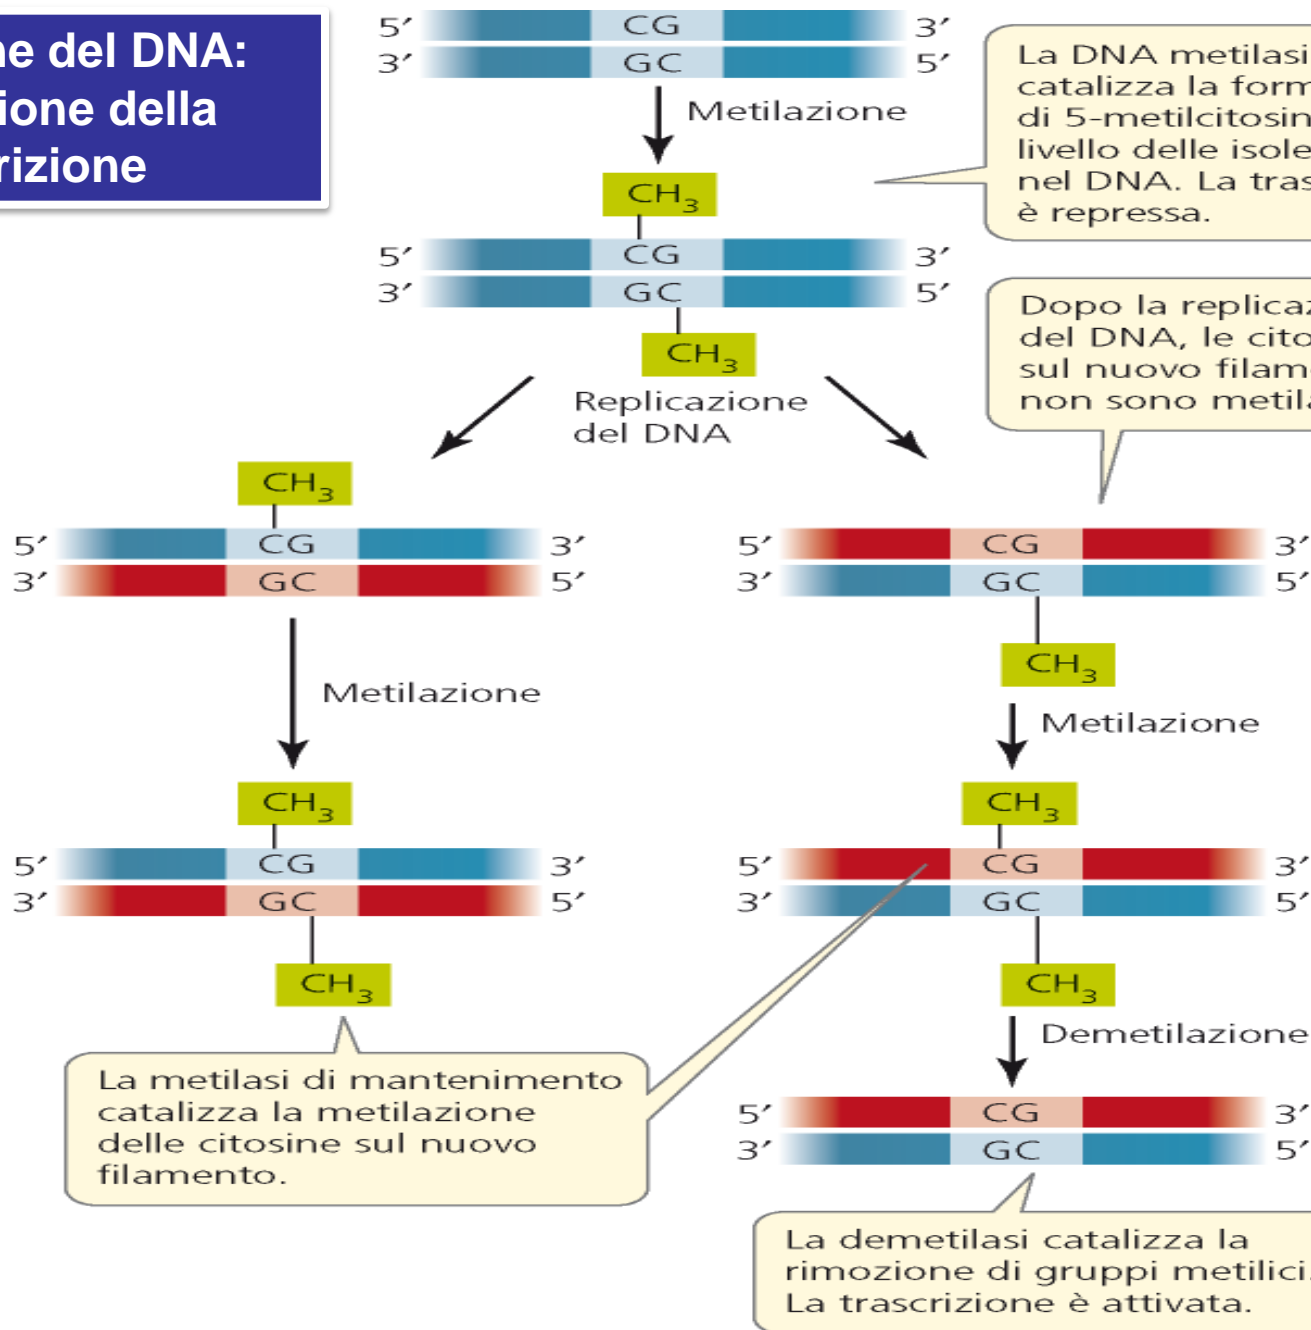 ne del DNA:
ione della
rizione
5′ CG 3′
3′ GC 5′
Metilazione
La DNA metilasi
catalizza la form
di 5-metilcitosin
livello delle isole
nel DNA. La tras
è repressa.
CH3
5′ CG 3′
3′ GC 5′
CH3
Dopo la replicaz
del DNA, le cito
sul nuovo filam
non sono metila
Replicazione
del DNA
CH3
5′ CG 3′
3′ GC 5′
5′ CG 3′
3′ GC 5′
CH3
Metilazione
Metilazione
CH3
5′ CG 3′
3′ GC 5′
CH3
CH3
5′ CG 3′
3′ GC 5′
CH3
La metilasi di mantenimento
catalizza la metilazione
delle citosine sul nuovo
filamento.
Demetilazione
5′ CG 3′
3′ GC 5′
La demetilasi catalizza la
rimozione di gruppi metilici.
La trascrizione è attivata.